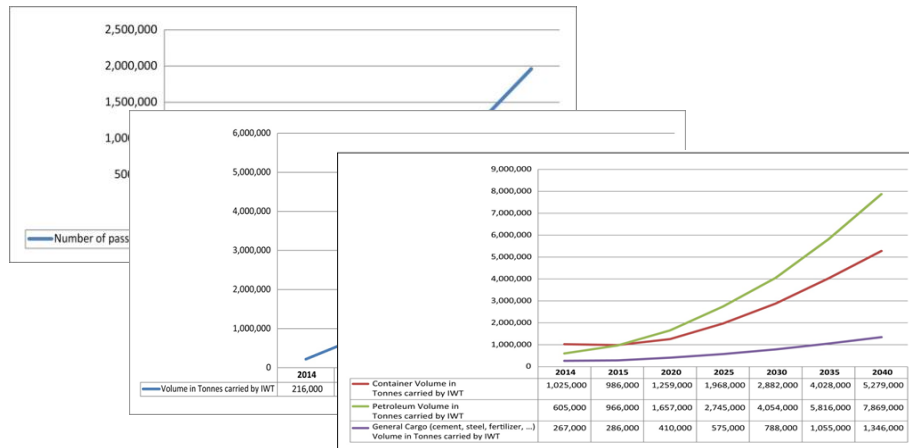 2,500,000
2,000,000
1,500,000
Number of pass
6,000,000
5,000,000
4,000,000
3,000,000
2,000,000
1,000,000
0
2014
Volume in Tonnes carried by IWT 216,000
9,000,000
8,000,000
7,000,000
6,000,000
5,000,000
4,000,000
3,000,000
2,000,000
1,000,000
0
2014 2015 2020 2025 2030 2035 2040
Container Volume in
Tonnes carried by IWT 1,025,000 986,000 1,259,000 1,968,000 2,882,000 4,028,000 5,279,000
Petroleum Volume in
Tonnes carried by IWT 605,000 966,000 1,657,000 2,745,000 4,054,000 5,816,000 7,869,000
General Cargo (cement, steel, fertilizer, ...)
Volume in Tonnes carried by IWT 267,000 286,000 410,000 575,000 788,000 1,055,000 1,346,000